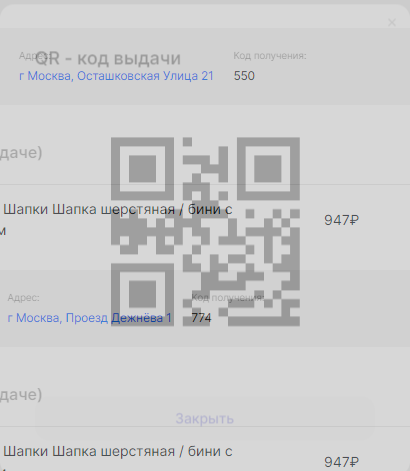 QR - код выдачи
Адрес: Код получения:
г Москва, Осташковская Улица 21 550
даче)
Шапки Шапка шерстяная / бини с 947₽
м
Адрес: Код получения:
г Москва, Проезд Дежнёва 1 774
даче)
Закрыть
Шапки Шапка шерстяная / бини с 947₽